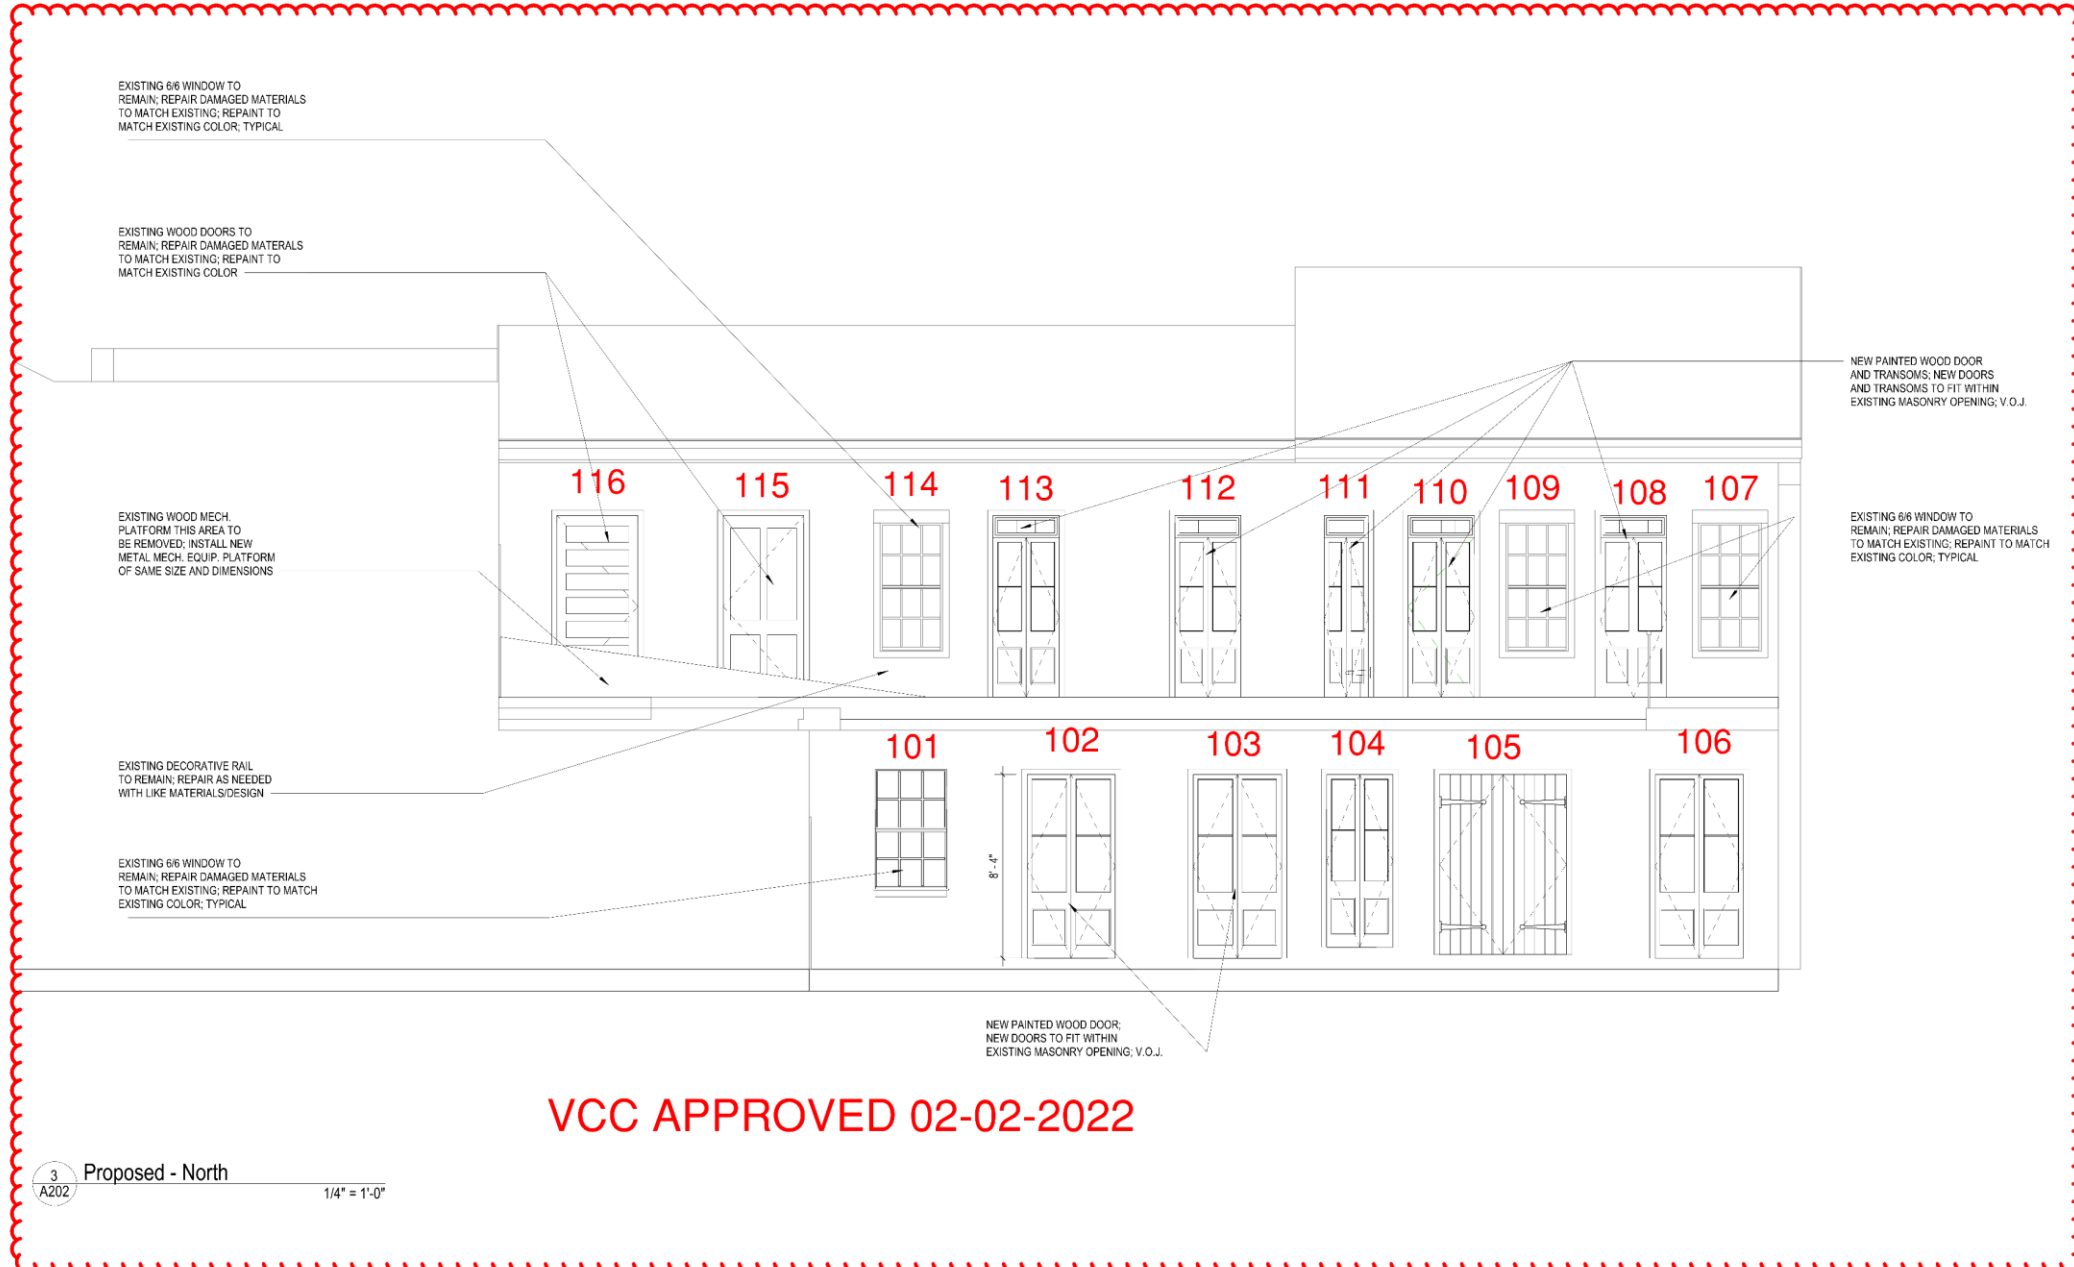 EXISTING 6/6 WINDOW TO
REMAIN; REPAIR DAMAGED MATERIALS
TO MATCH EXISTING; REPAINT TO
MATCH EXISTING COLOR; TYPICAL
EXISTING WOOD DOORS TO
REMAIN; REPAIR DAMAGED MATERALS
TO MATCH EXISTING; REPAINT TO
MATCH EXISTING COLOR
NEW PAINTED WOOD DOOR
AND TRANSOMS; NEW DOORS
AND TRANSOMS TO FIT WITHIN
EXISTING MASONRY OPENING; V.O.J.
116 115 114 113 112 111 110 109 108 107
EXISTING WOOD MECH.
PLATFORM THIS AREA TO
BE REMOVED; INSTALL NEW
METAL MECH. EQUIP. PLATFORM
OF SAME SIZE AND DIMENSIONS
EXISTING 6/6 WINDOW TO
REMAIN; REPAIR DAMAGED MATERIALS
TO MATCH EXISTING; REPAINT TO MATCH
EXISTING COLOR; TYPICAL
101 102 103 104 105 106
EXISTING DECORATIVE RAIL
TO REMAIN; REPAIR AS NEEDED
WITH LIKE MATERIALS/DESIGN
8' - 4"
EXISTING 6/6 WINDOW TO
REMAIN; REPAIR DAMAGED MATERIALS
TO MATCH EXISTING; REPAINT TO MATCH
EXISTING COLOR; TYPICAL
NEW PAINTED WOOD DOOR;
NEW DOORS TO FIT WITHIN
EXISTING MASONRY OPENING; V.O.J.
VCC APPROVED 02-02-2022
3
A202
Proposed - North
1/4" = 1'-0"